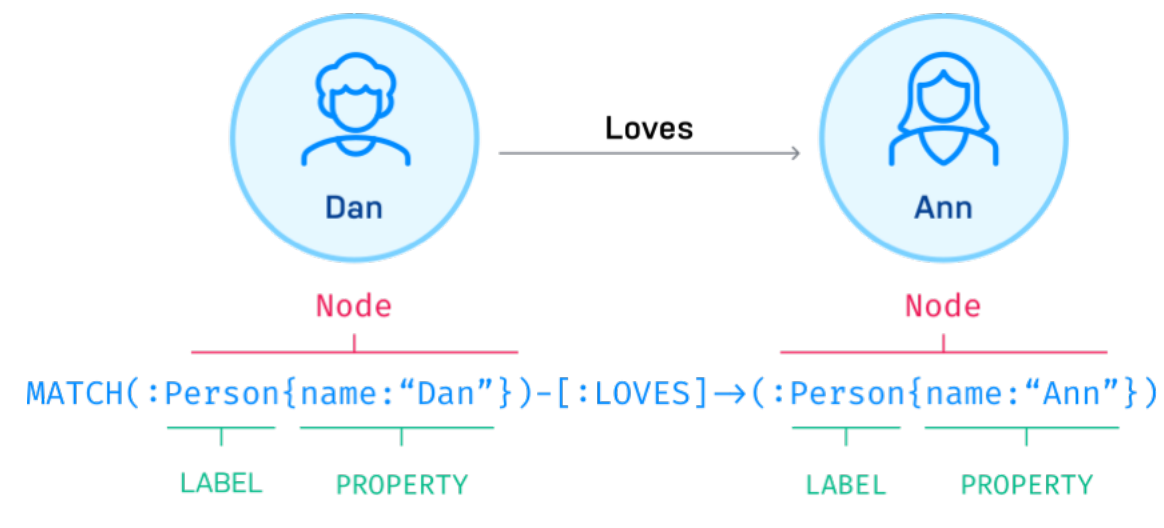 Loves
Dan
Ann
Node
Node
MATCH(:Person{name:“Dan”})-[:LOVES]→(:Person{name:“Ann”})
LABEL
PROPERTY
LABEL
PROPERTY